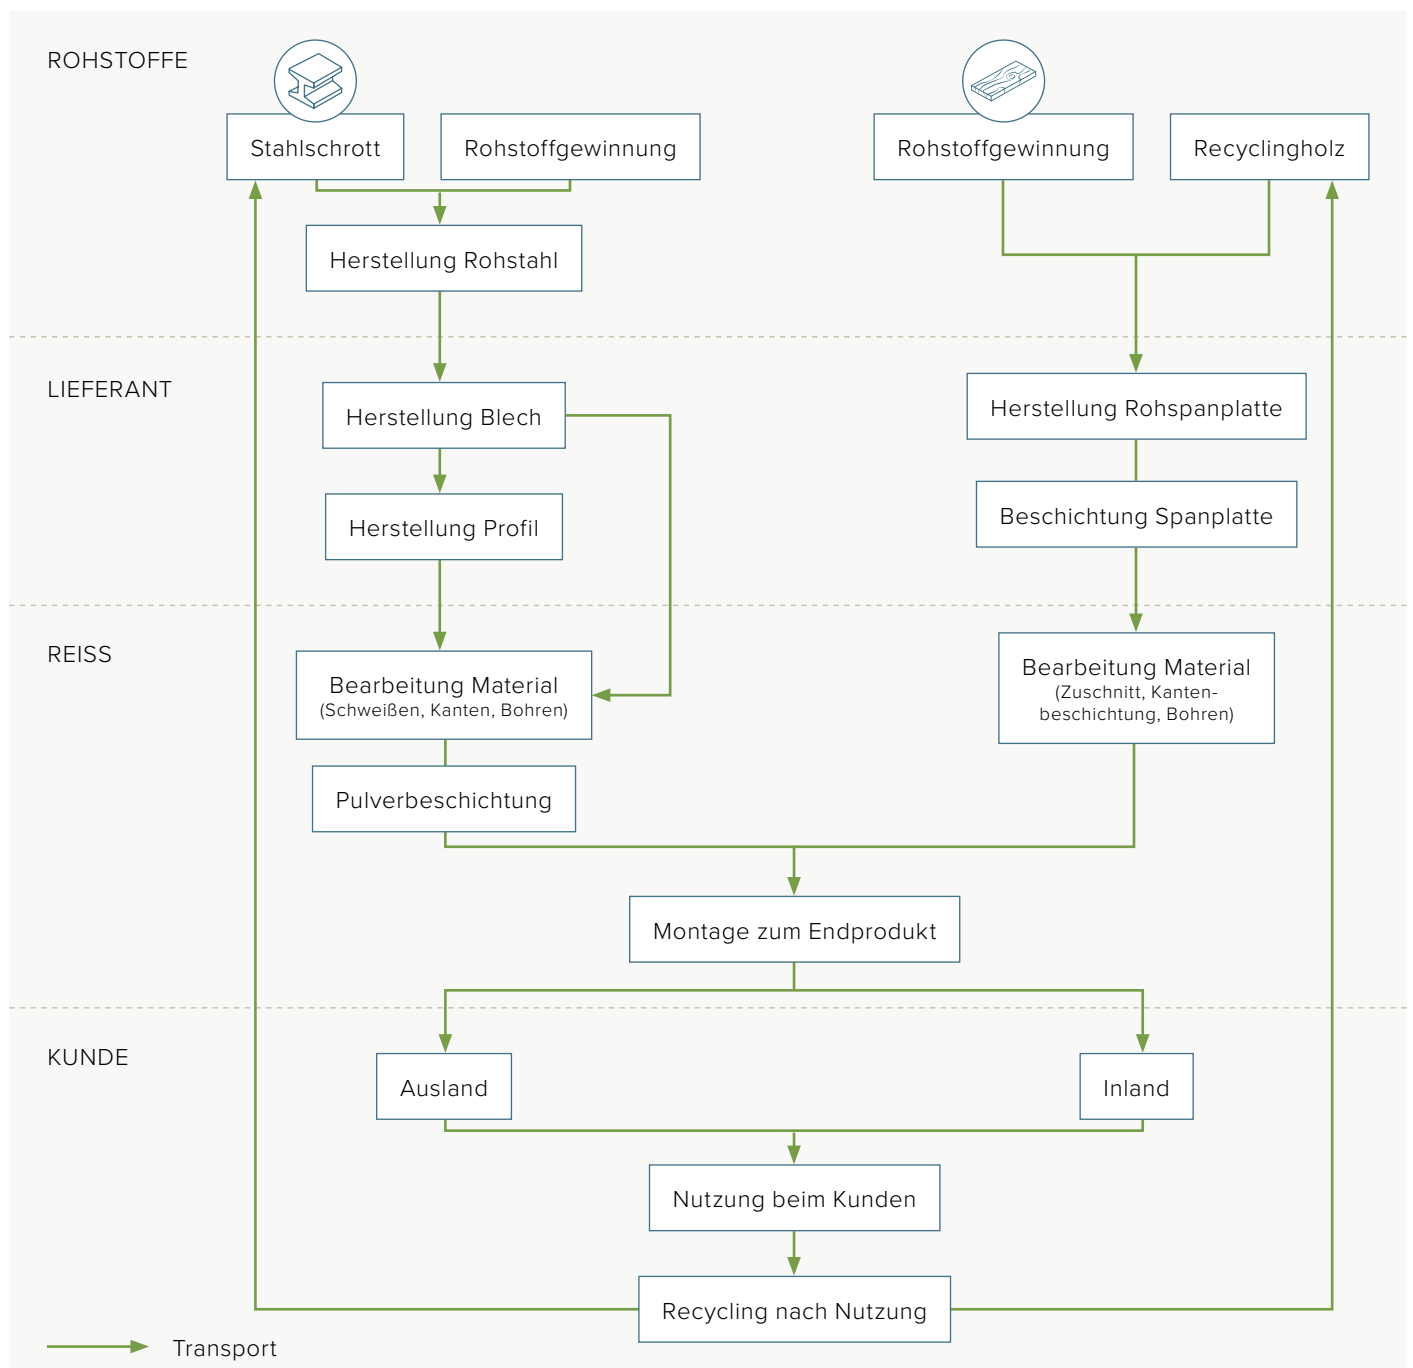 ROHSTOFFE
Stahlschrott
Rohstoffgewinnung
Rohstoffgewinnung
Recyclingholz
Herstellung Rohstahl
LIEFERANT
Herstellung Blech
Herstellung Rohspanplatte
Herstellung Profil
Beschichtung Spanplatte
REISS
Bearbeitung Material
(Schweißen, Kanten, Bohren)
Bearbeitung Material
(Zuschnitt, Kanten-
beschichtung, Bohren)
Pulverbeschichtung
Montage zum Endprodukt
KUNDE
Ausland
Inland
Nutzung beim Kunden
Recycling nach Nutzung
Transport